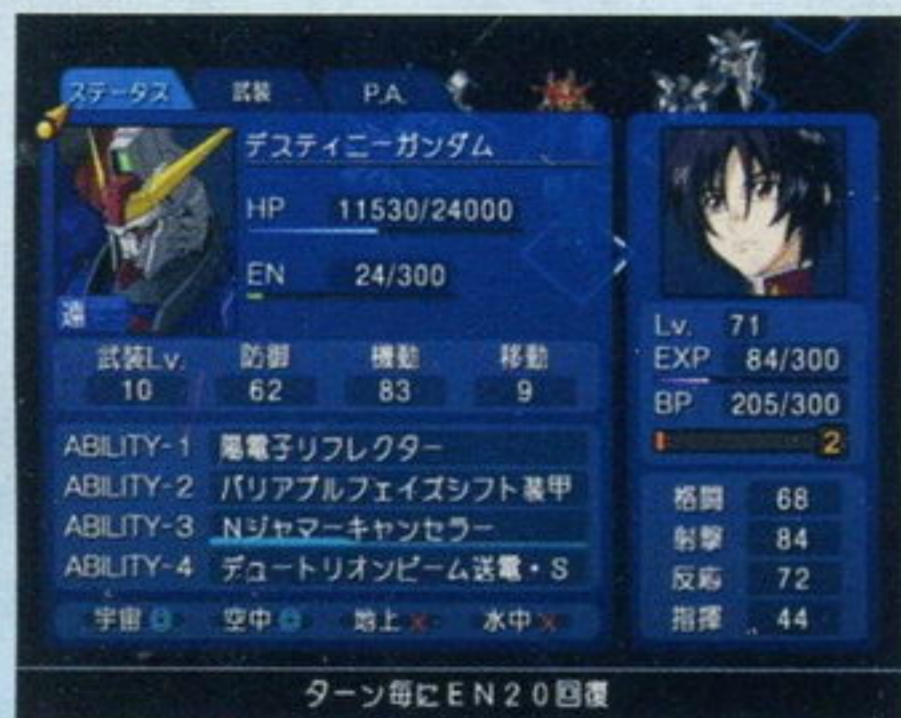 ステータス 武装 P.A.
デスティニーガンダム
HP 11530/24000
EN 24/300
遠
武装Lv. 防御 機動 移動
10 62 83 9
ABILITY-1 陽電子リフレクター
ABILITY-2 バリアブルフェイズシフト装甲
ABILITY-3 Nジャマーキャンセラー
ABILITY-4 デュートリオンビーム送電・S
宇宙 空中 地上 × 水中 ×
Lv. 71
EXP 84/300
BP 205/300
2
格闘 68
射撃 84
反応 72
指揮 44
ターン毎にEN20回復